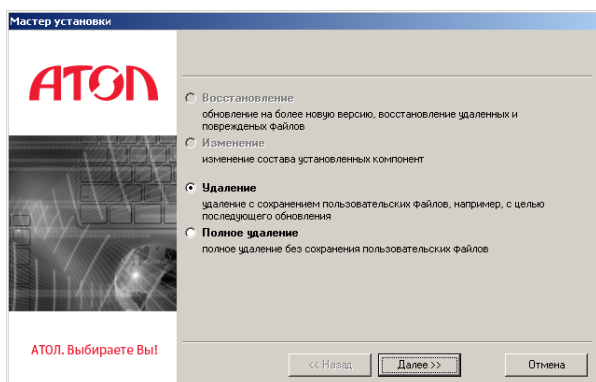 Мастер установки
АТОЛ
Восстановление
обновление на более новую версию, восстановление удаленных и
поврежденых файлов
Изменение
изменение состава установленных компонент
Удаление
удаление с сохранением пользовательских файлов, например, с целью
последующего обновления
Полное удаление
полное удаление без сохранения пользовательских файлов
АТОЛ. Выбираете Вы!
<< Назад
Далее >>
Отмена